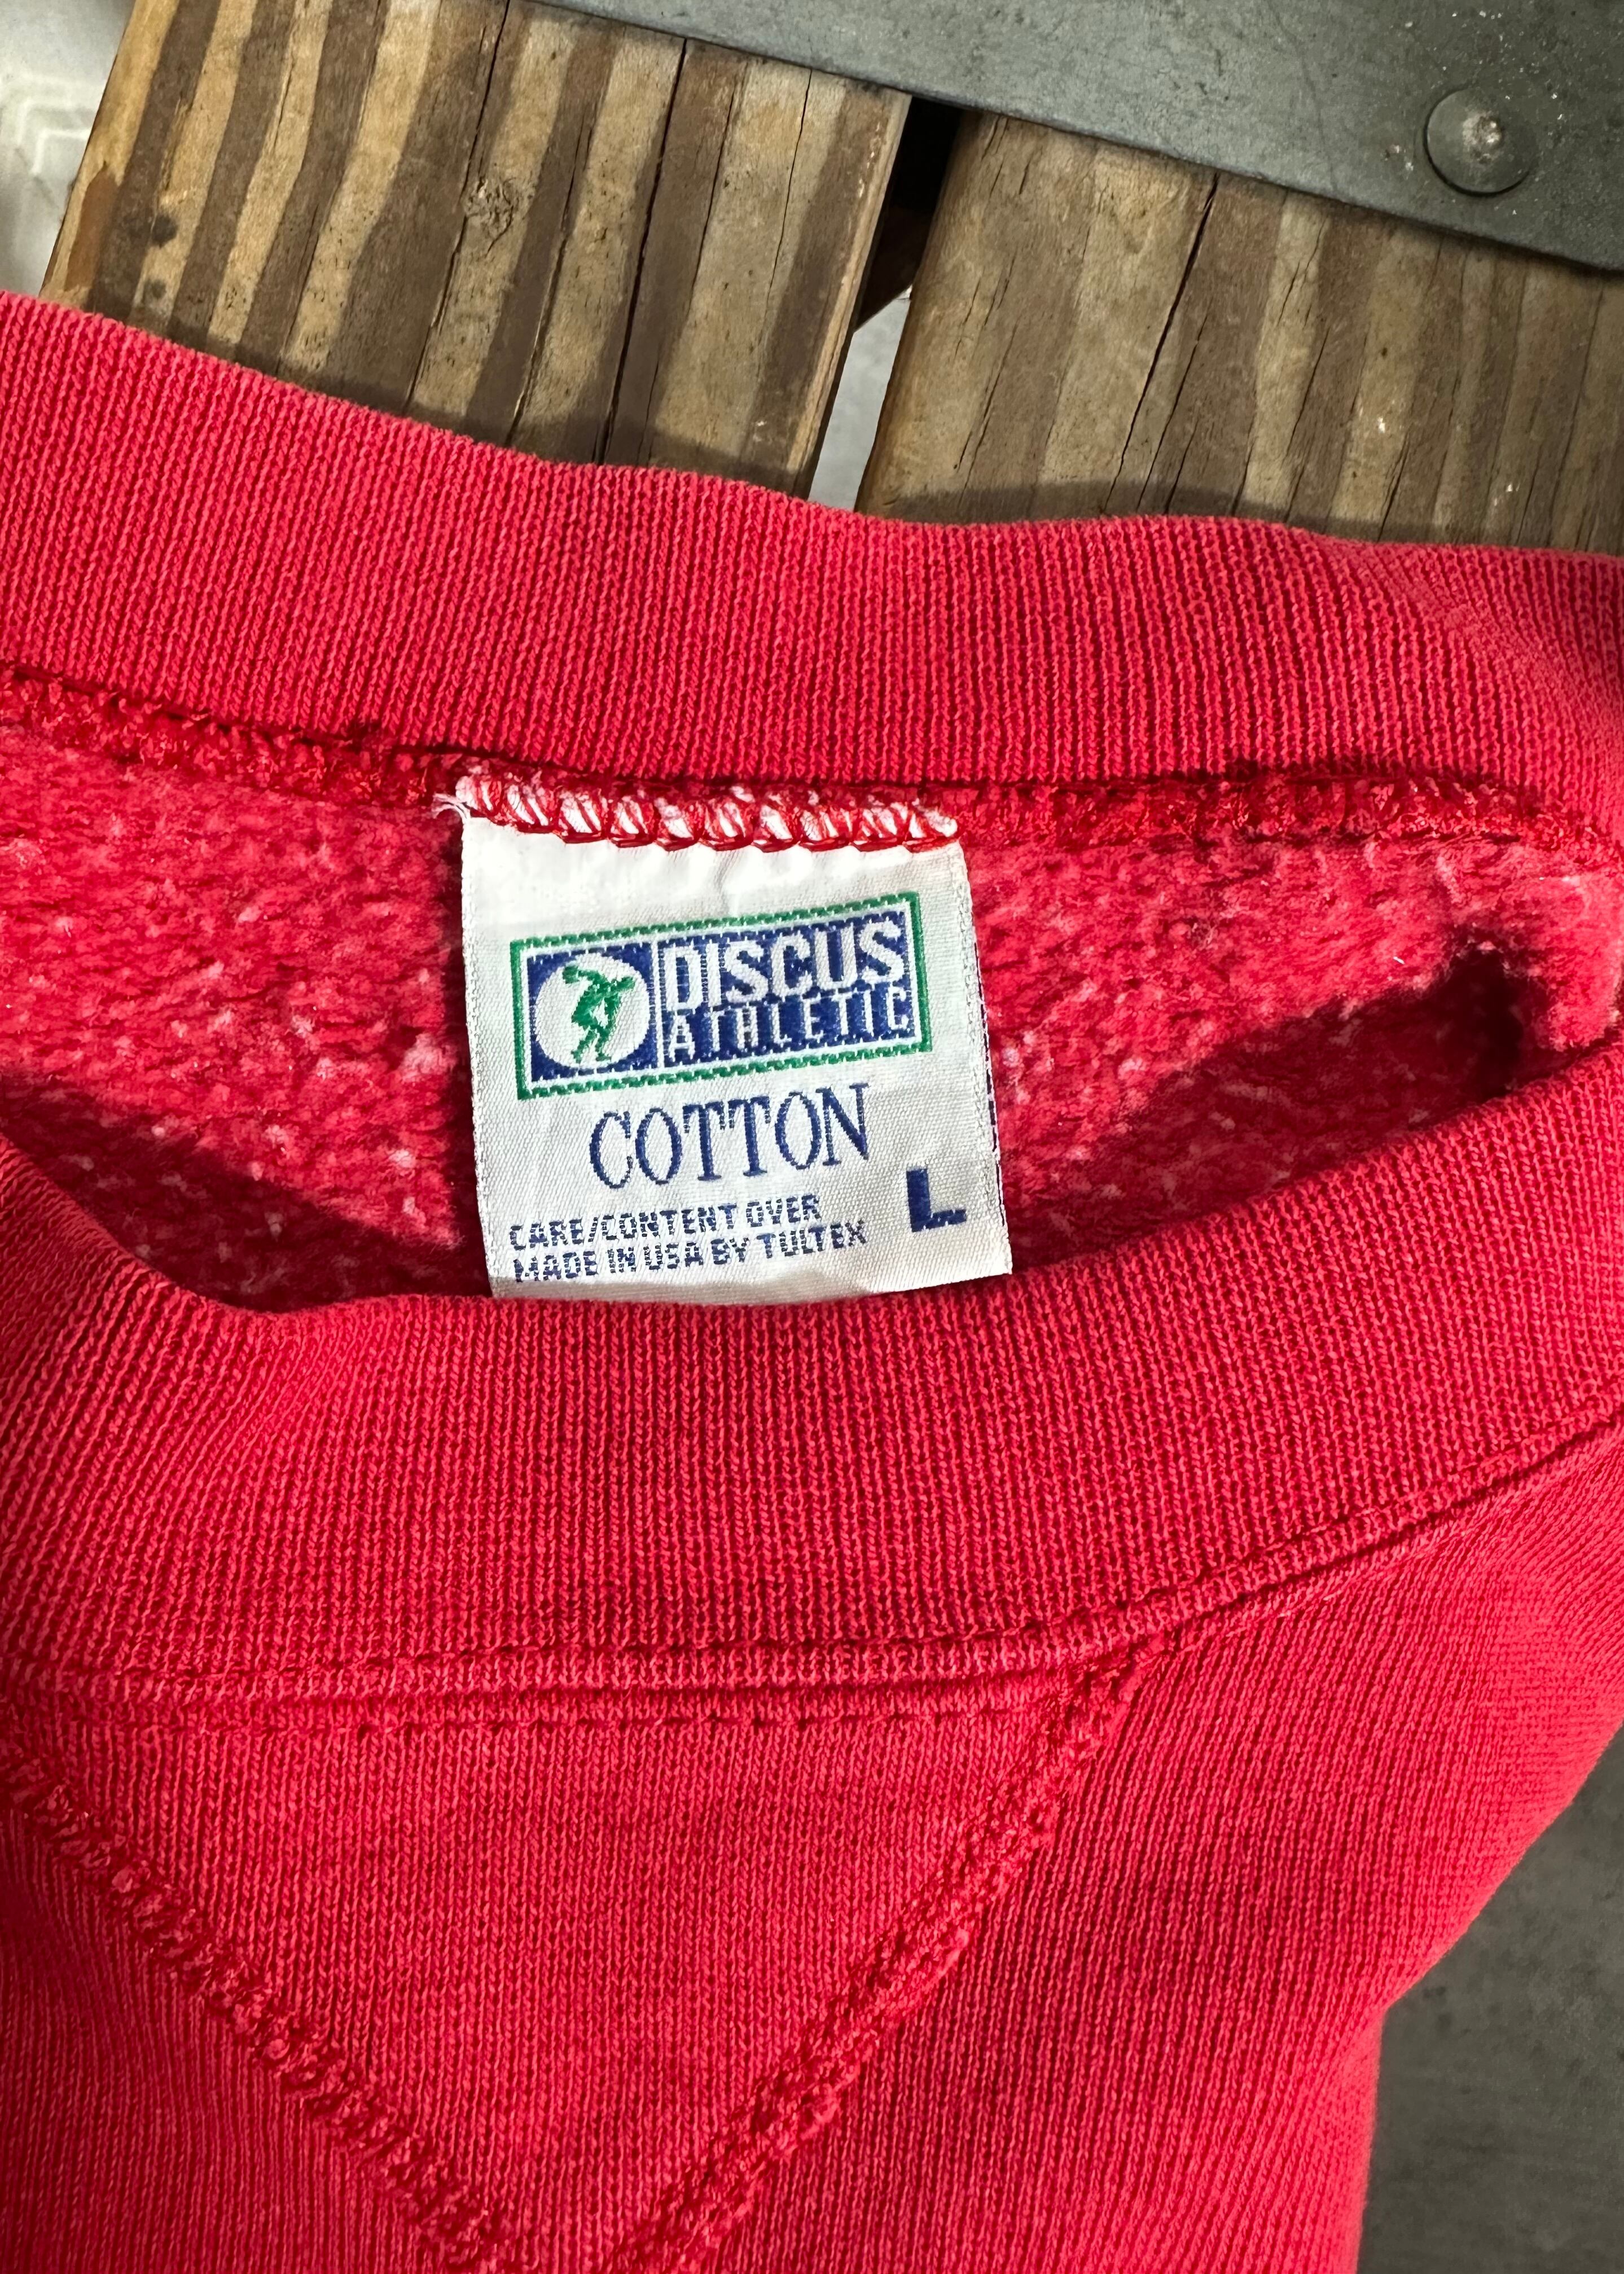 DISCUS
ATHLETIC
COTTON
L
CARE/CONTENT OVER
MADE IN USA BY TULTEX